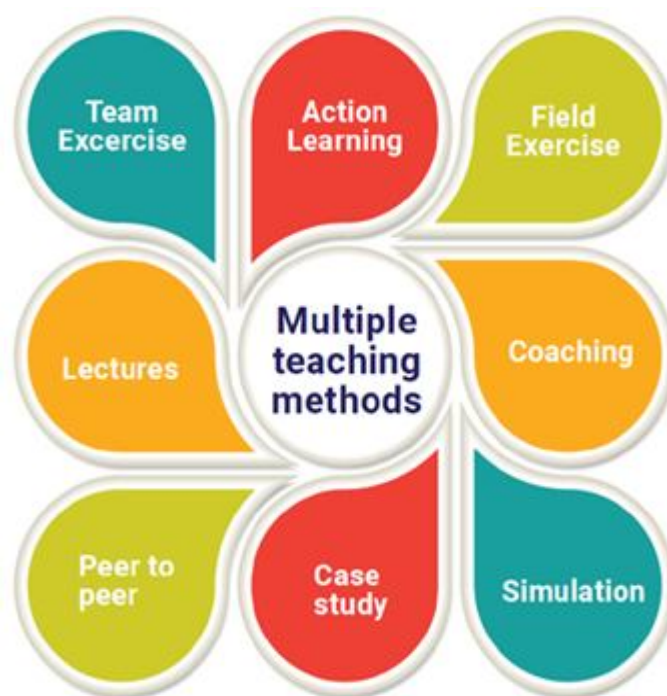 Team
Excercise
Action
Learning
Field
Exercise
Lectures
Multiple
teaching
methods
Coaching
Peer to
peer
Case
study
Simulation